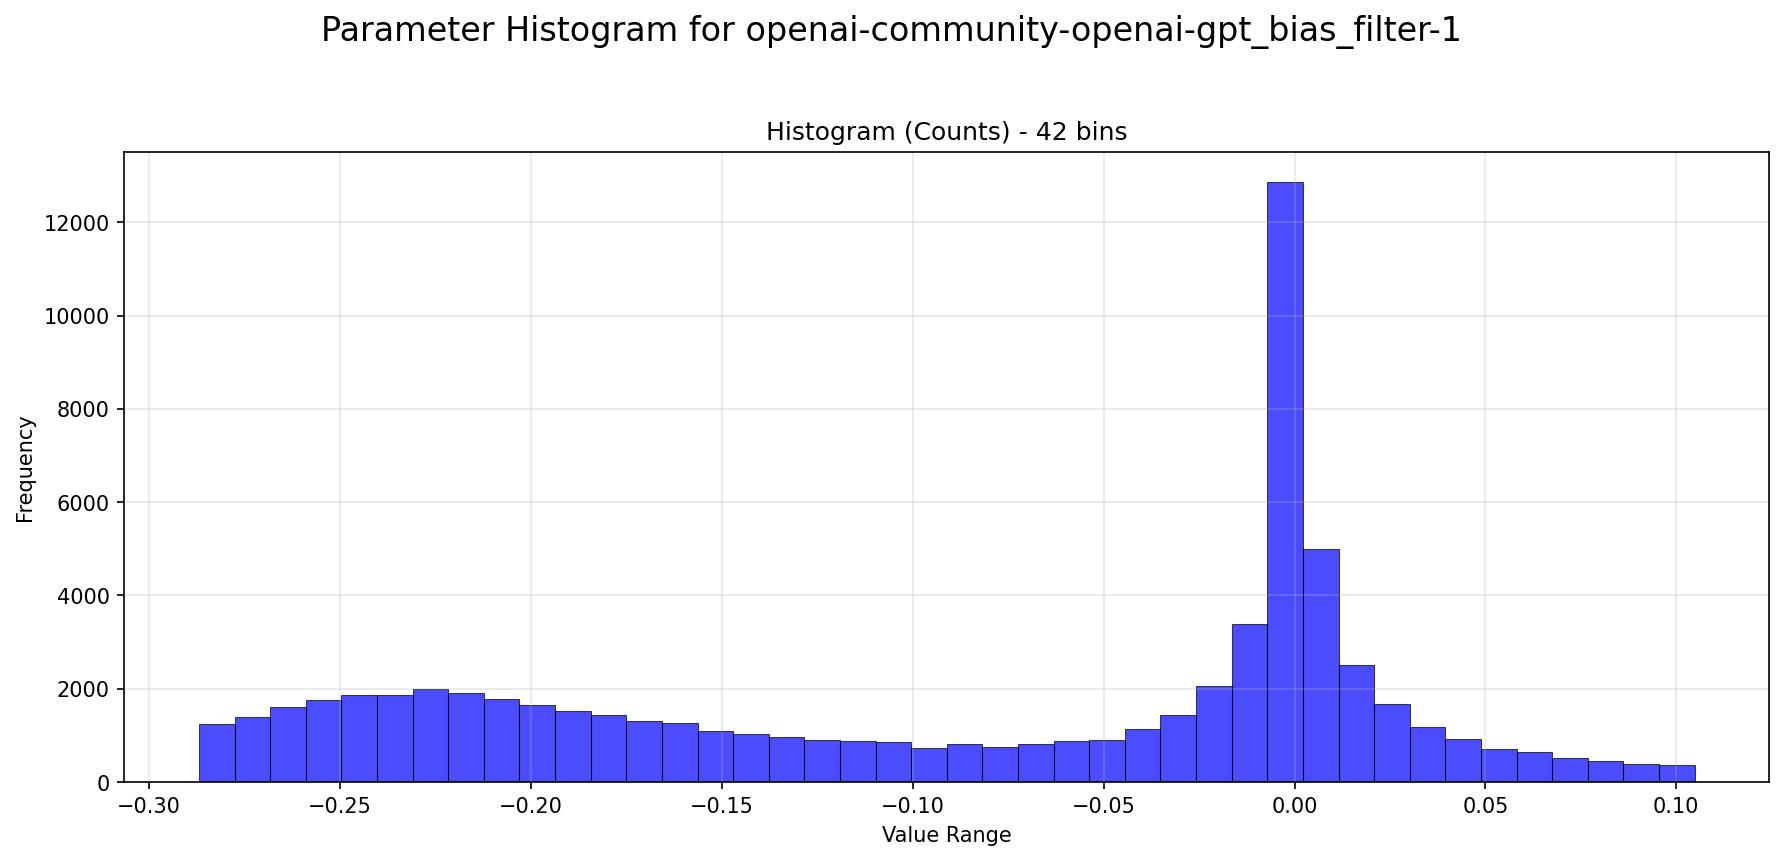 Parameter Histogram for openai-community-openai-gpt_bias_filter-1
Histogram (Counts) - 42 bins
12000
10000
8000
6000
4000
2000
0
Frequency
−0.30 −0.25 −0.20 −0.15 −0.10 −0.05 0.00 0.05 0.10
Value Range